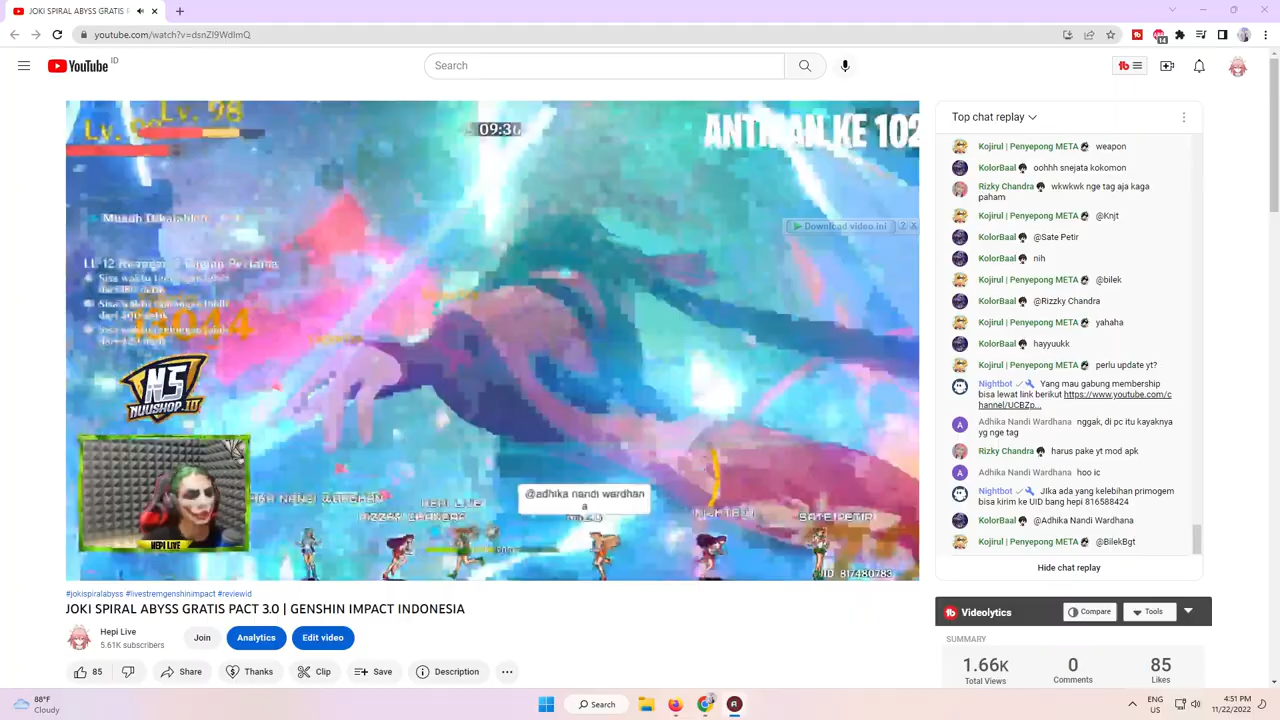 JOKI SPIRAL ABYSS GRATIS P
youtube.com/watch?v=dsnZI9WdlmQ
14
YouTube
ID
Search
Lv. 98
09:3
ANTRIAN KE 102
Download video ini
?
NS
NUUSHOP.ID
HEPI LIVE
@adhika nandi wardhan
a
UID 817480783
Top chat replay
Kojirul | Penyepong META weapon
KolorBaal oohhh snejata kokomon
Rizky Chandra wkwkwk nge tag aja kaga
paham
Kojirul | Penyepong META @Knjt
KolorBaal @Sate Petir
KolorBaal nih
Kojirul | Penyepong META @bilek
KolorBaal @Rizzky Chandra
Kojirul | Penyepong META yahaha
KolorBaal hayyuukk
Kojirul | Penyepong META perlu update yt?
Nightbot Yang mau gabung membership
bisa lewat link berikut https://www.youtube.com/c
hannel/UCBZp...
A Adhika Nandi Wardhana nggak, di pc itu kayaknya
yg nge tag
Rizky Chandra harus pake yt mod apk
A Adhika Nandi Wardhana hoo ic
Nightbot JIka ada yang kelebihan primogem
bisa kirim ke UID bang hepi 816588424
KolorBaal @Adhika Nandi Wardhana
Kojirul | Penyepong META @BilekBgt
Hide chat replay
#jokispiralabyss #livestremgenshinimpact #reviewid
JOKI SPIRAL ABYSS GRATIS PACT 3.0 | GENSHIN IMPACT INDONESIA
Hepi Live
5.61K subscribers
Join
Analytics
Edit video
85
Share
Thanks
Clip
Save
Description
Videolytics
Compare
Tools
SUMMARY
1.66K
0
85
Total Views
Comments
Likes
88°F
Cloudy
Search
ENG
US
4:51 PM
11/22/2022